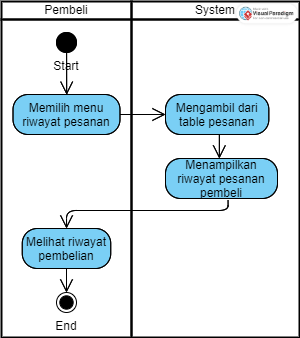 Pembeli
System
Visual Paradigm
Start
Memilih menu
riwayat pesanan
Mengambil dari
table pesanan
Menampilkan
riwayat pesanan
pembeli
Melihat riwayat
pembelian
End